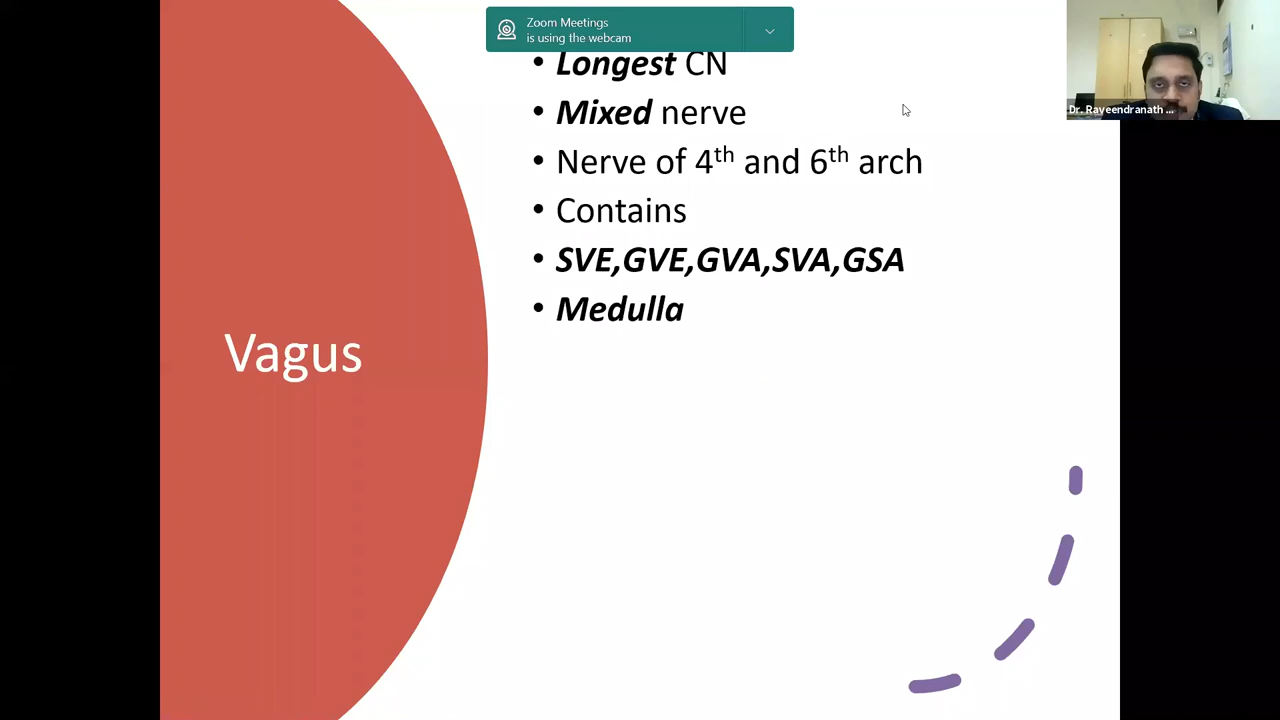 Zoom Meetings
is using the webcam
Dr. Raveendranath ...
Longest CN
Mixed nerve
Nerve of 4th and 6th arch
Contains
SVE,GVE,GVA,SVA,GSA
Medulla
Vagus